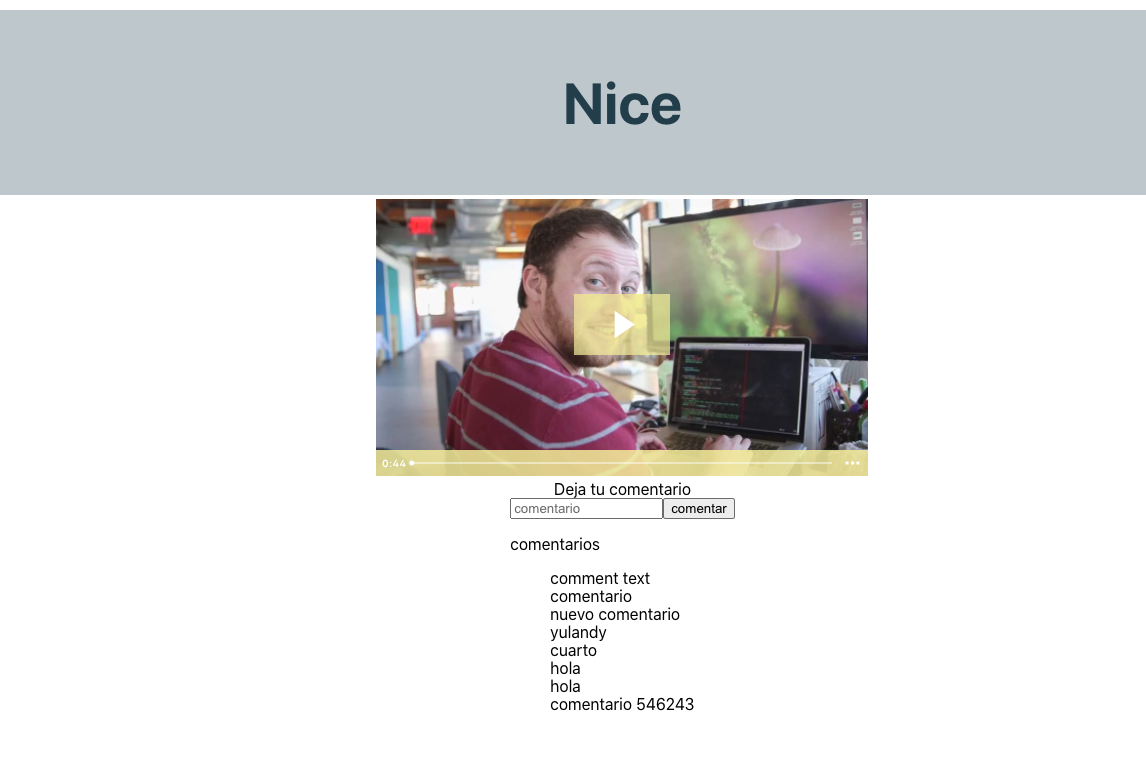 Nice
0:44
Deja tu comentario
comentario comentar
comentarios
comment text
comentario
nuevo comentario
yulandy
cuarto
hola
hola
comentario 546243